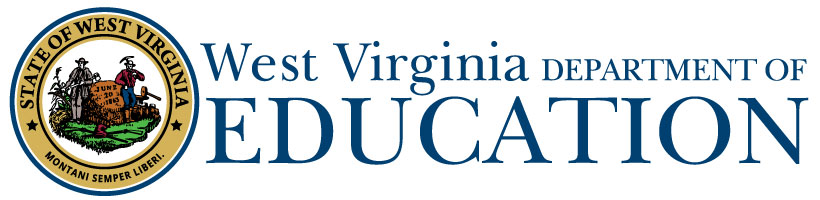 STATE OF WEST VIRGINIA
JUNE
20
1863
MONTANI SEMPER LIBERI.
West Virginia DEPARTMENT OF
EDUCATION